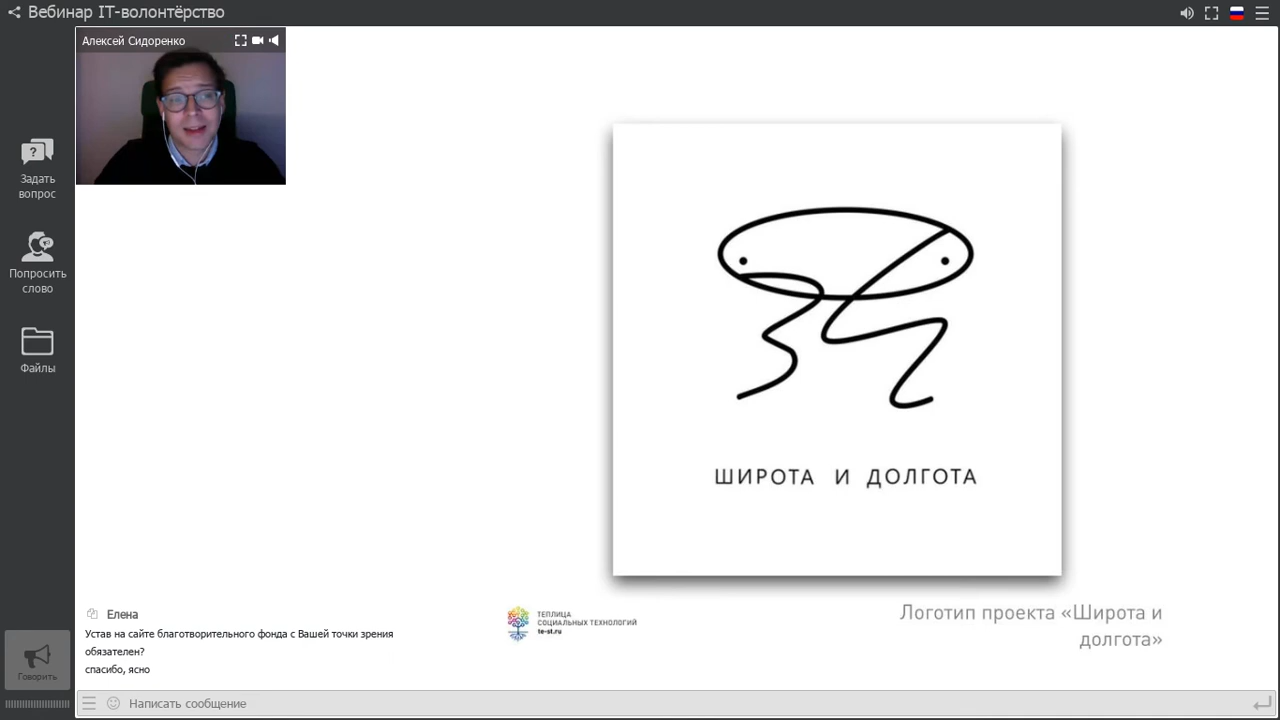 Вебинар IT-волонтёрство
Алексей Сидоренко
Задать
вопрос
Попросить
слово
Файлы
Говорить
ШИРОТА И ДОЛГОТА
Елена
Устав на сайте благотворительного фонда с Вашей точки зрения
обязателен?
спасибо, ясно
ТЕПЛИЦА
СОЦИАЛЬНЫХ ТЕХНОЛОГИЙ
te-st.ru
Логотип проекта «Широта и
долгота»
Написать сообщение